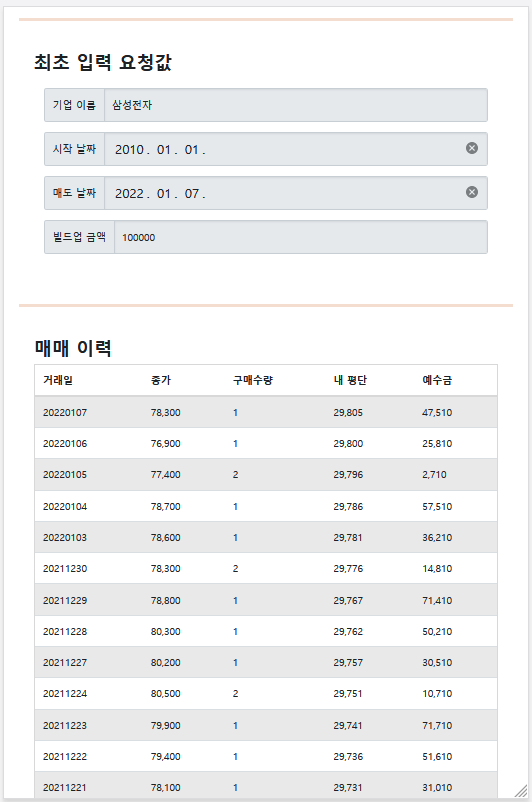 최초 입력 요청값
기업 이름 삼성전자
시작 날짜 2010. 01. 01.
매도 날짜 2022. 01. 07.
빌드업 금액 100000
매매 이력
거래일 종가 구매수량 내 평단 예수금
20220107 78,300 1 29,805 47,510
20220106 76,900 1 29,800 25,810
20220105 77,400 2 29,796 2,710
20220104 78,700 1 29,786 57,510
20220103 78,600 1 29,781 36,210
20211230 78,300 2 29,776 14,810
20211229 78,800 1 29,767 71,410
20211228 80,300 1 29,762 50,210
20211227 80,200 1 29,757 30,510
20211224 80,500 2 29,751 10,710
20211223 79,900 1 29,741 71,710
20211222 79,400 1 29,736 51,610
20211221 78,100 1 29,731 31,010